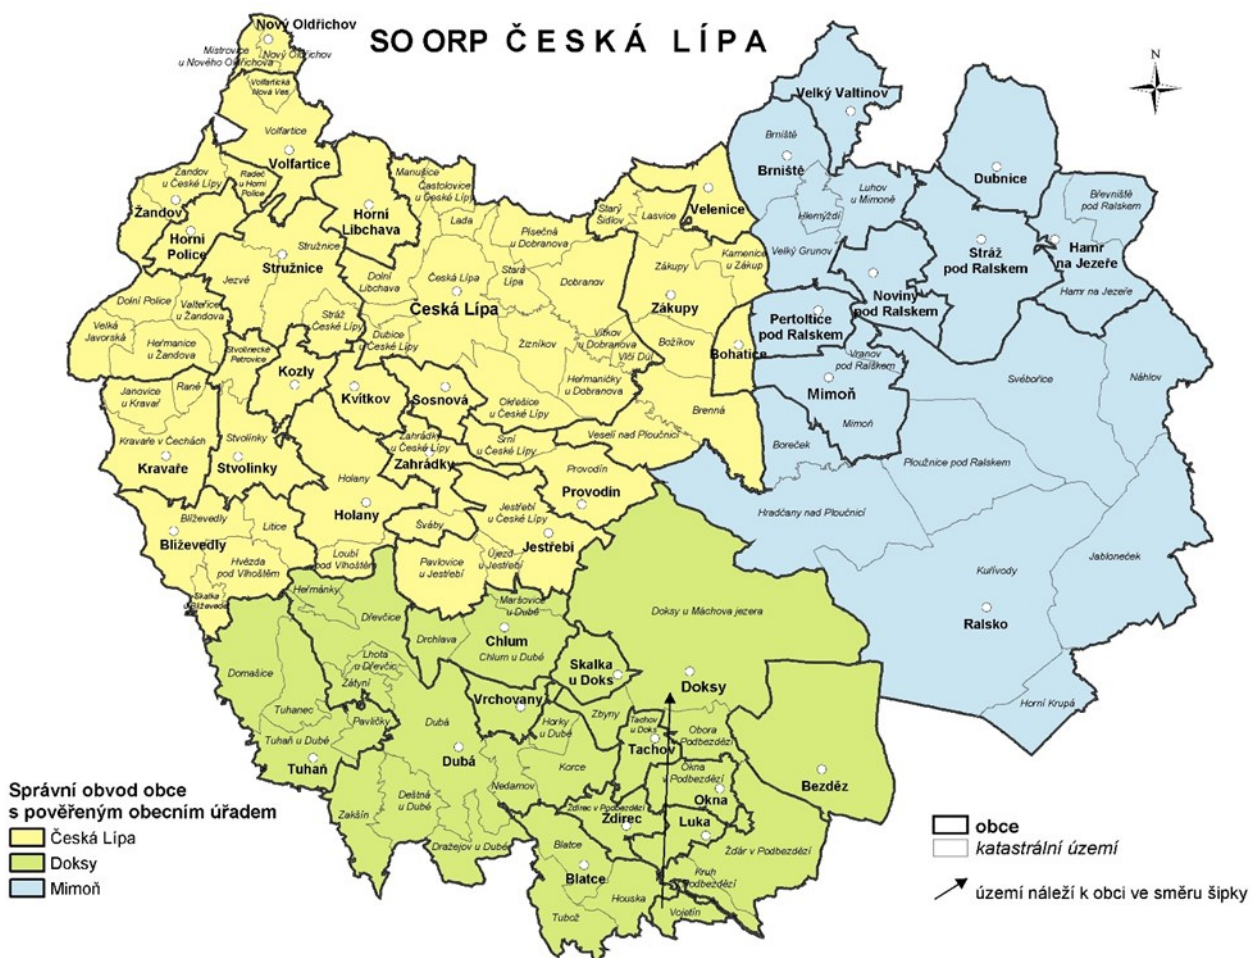 SO ORP ČESKÁ LÍPA
N
Nový Oldřichov
Mistrovice
u Nového Oldřichova
Nový Oldřichov
Volfartická
Nová Ves
Volfartice
Volfartice
Žandov
u České Lípy
Radeč
u Horní
Police
Žandov
Horní
Police
Horní
Libchava
Manušice
Častolovice
u České Lípy
Lada
Písečná
u Dobranova
Starý
Šidlov
Lasvice
Velenice
Kamenice
u Zákup
Stružnice
Stružnice
Jezvé
Dolní
Libchava
Česká Lípa
Stará
Lípa
Dobranov
Česká Lípa
Zákupy
Zákupy
Dolní Police
Valteřice
u Žandova
Velká
Javorská
Heřmanice
u Žandova
Stráž
u České Lípy
Dubice
u České Lípy
Žizníkov
Vítkov
u Dobranova
Vlčí Důl
Božíkov
Bohatice
Stvolínecké
Petrovice
Kozly
Kvítkov
Sosnová
Heřmaničky
u Dobranova
Okřešice
u České Lípy
Brenná
Janovice
u Kravař
Rané
Kravaře v Čechách
Kravaře
Stvolínky
Stvolínky
Zahrádky
u České Lípy
Zahrádky
Srní
u České Lípy
Veselí nad Ploučnicí
Provodín
Provodín
Holany
Holany
Blíževedly
Blíževedly
Litice
Hvězda
pod Vlhoštěm
Skalka
u Blíževedel
Loubí
pod Vlhoštěm
Šváby
Jestřebí
u České Lípy
Jestřebí
Pavlovice
u Jestřebí
Újezd
u Jestřebí
Velký Valtinov
Brniště
Brniště
Luhov
u Mimoně
Hlemýždí
Velký Grunov
Dubnice
Břevniště
pod Ralskem
Hamr
na Jezeře
Hamr na Jezeře
Stráž
pod Ralskem
Noviny
pod Ralskem
Pertoltice
pod Ralskem
Vranov
pod Ralskem
Mimoň
Mimoň
Svébořice
Náhlov
Boreček
Ploužnice pod Ralskem
Hradčany nad Ploučnicí
Jabloneček
Kuřívody
Ralsko
Horní Krupá
Heřmánky
Dřevčice
Maršovice
u Dubé
Drchlava
Chlum
Chlum u Dubé
Doksy u Máchova jezera
Domašice
Lhota
u Dřevčic
Zátyní
Skalka
u Doks
Doksy
Tuhanec
Pavličky
Dubá
Vrchovany
Horky
u Dubé
Zbyny
Tachov
u Doks
Tachov
Obora
v Podbezdězí
Tuhaň u Dubé
Tuhaň
Dubá
Korce
Okna
v Podbezdězí
Okna
Bezděz
Zakšín
Deštná
u Dubé
Nedamov
Ždírec v Podbezdězí
Ždírec
Luka
Dražejov u Dubé
Blatce
Blatce
Žďár v Podbezdězí
Kruh
v Podbezdězí
Houska
Tubož
Vojetín
Správní obvod obce
s pověřeným obecním úřadem
Česká Lípa
Doksy
Mimoň
obce
katastrální území
území náleží k obci ve směru šipky